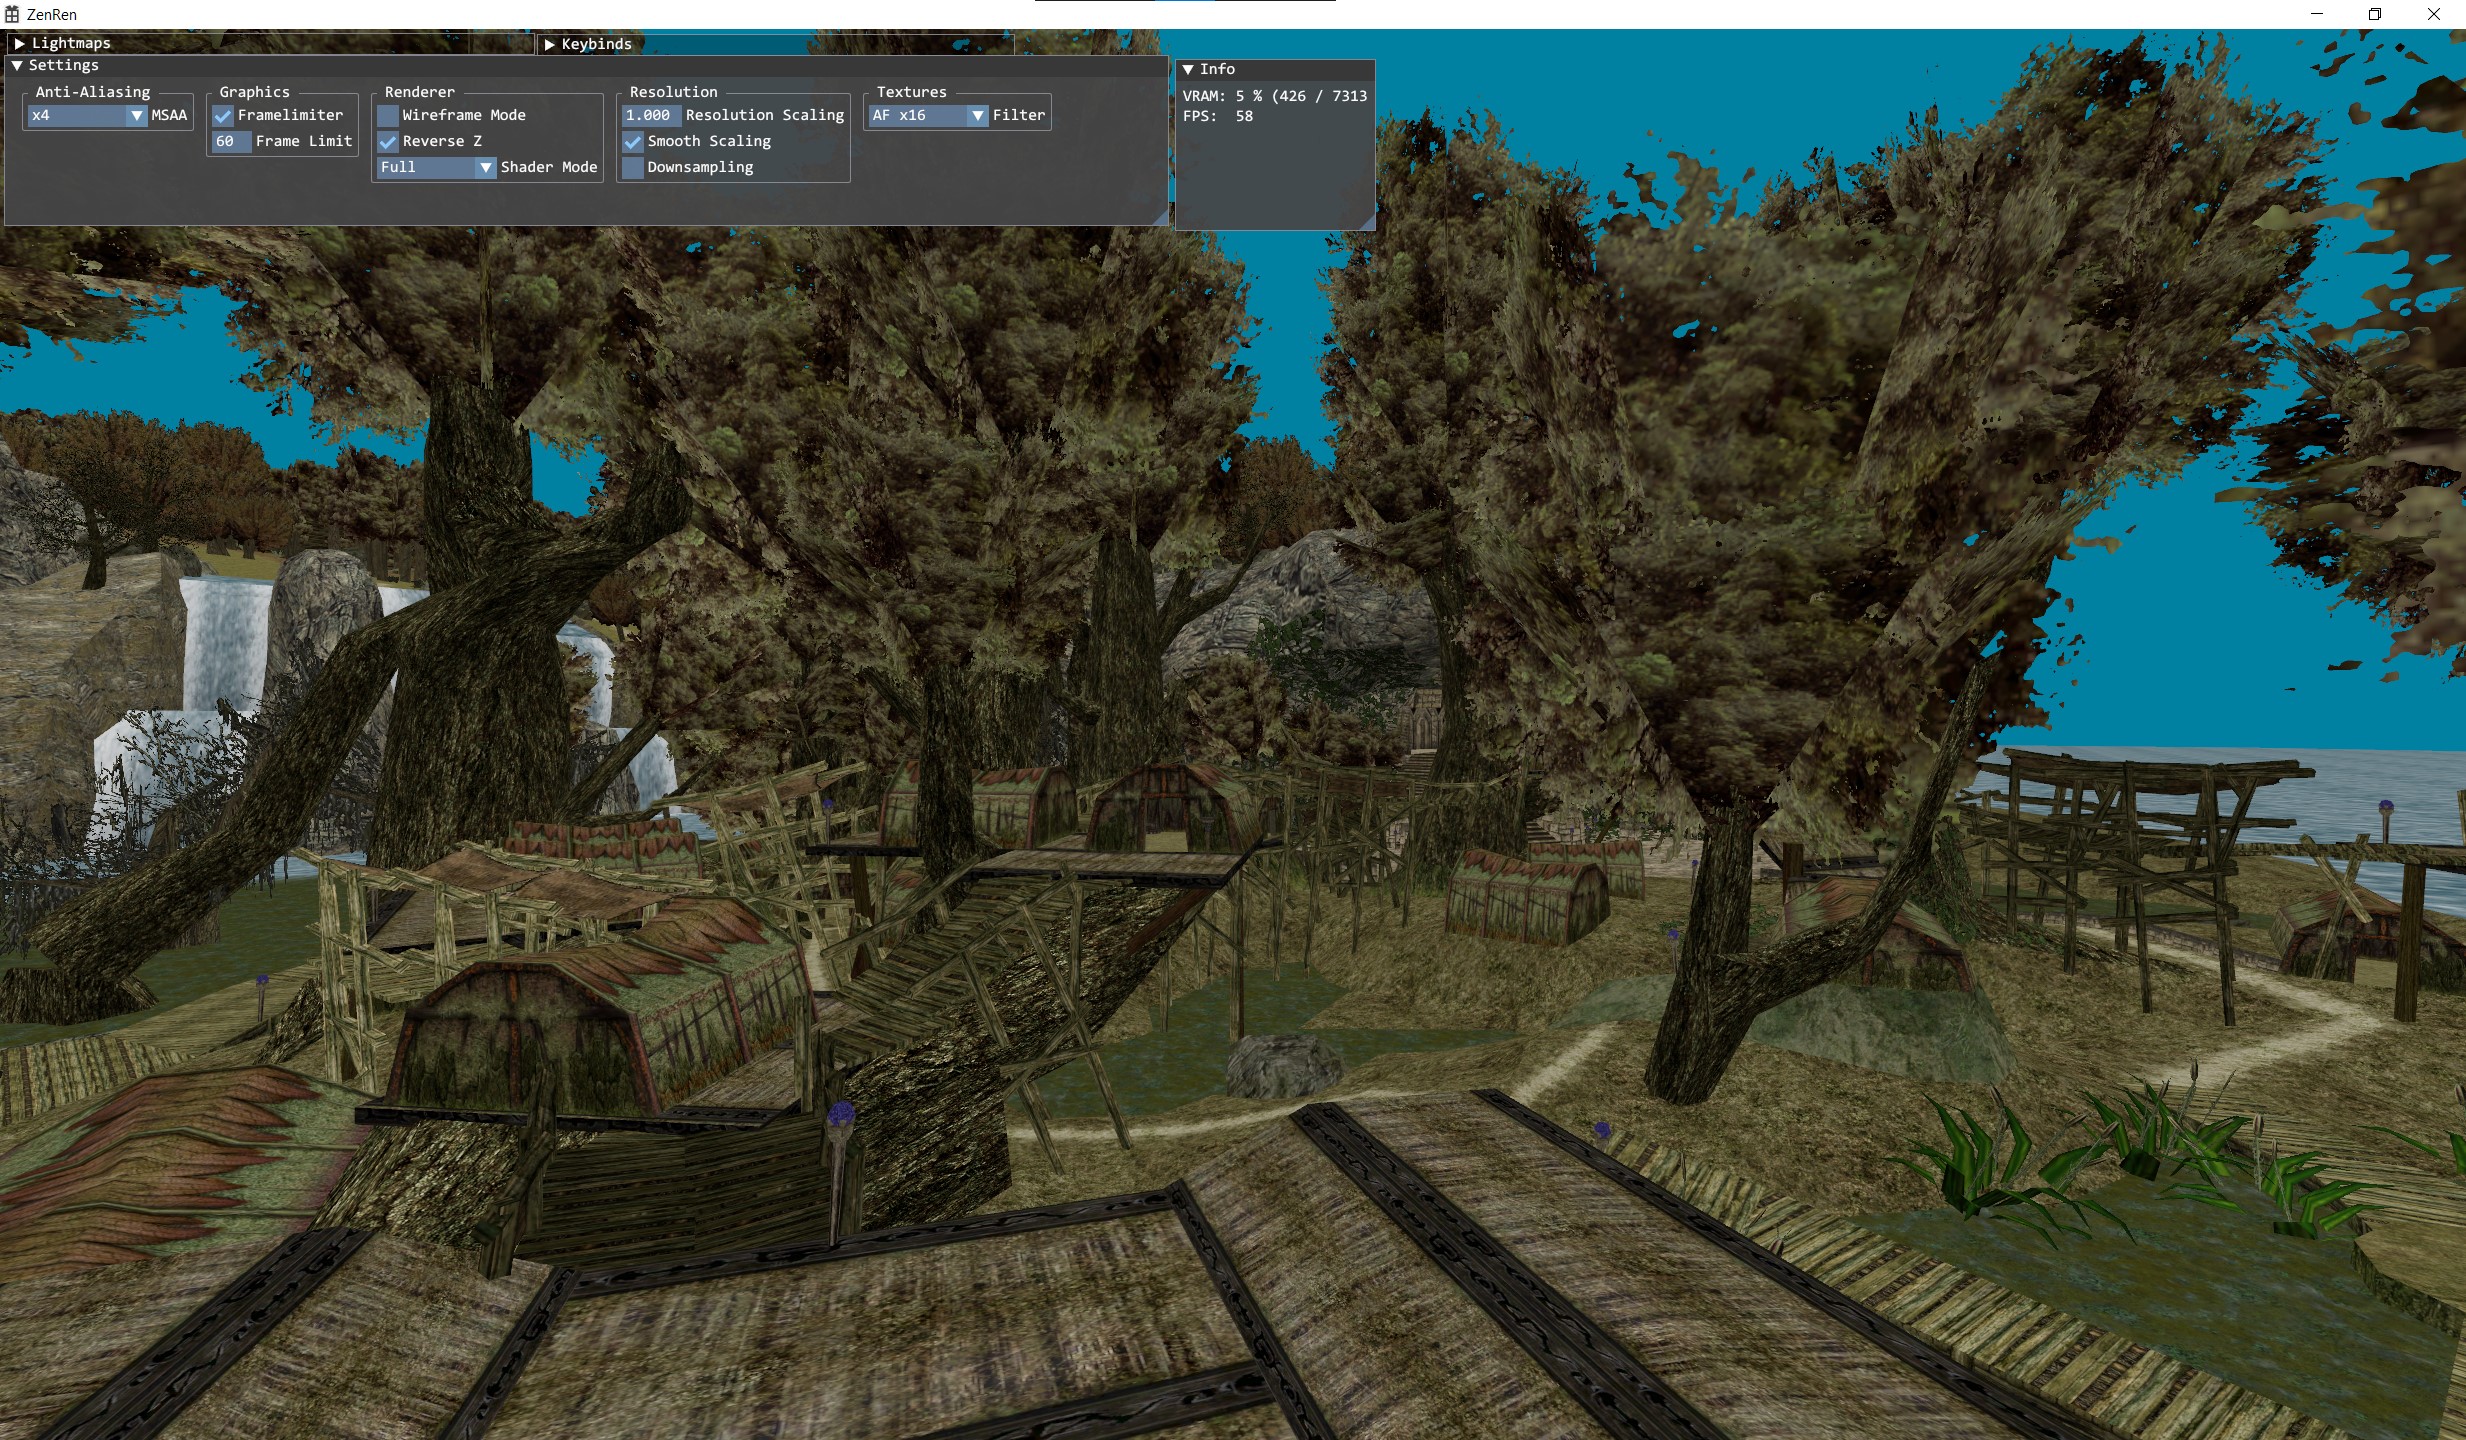 ZenRen
Lightmaps
Keybinds
Settings
Info
Anti-Aliasing
x4 MSAA
Graphics
Framelimiter
60 Frame Limit
Renderer
Wireframe Mode
Reverse Z
Full Shader Mode
Resolution
1.000 Resolution Scaling
Smooth Scaling
Downsampling
Textures
AF x16 Filter
VRAM: 5 % (426 / 7313
FPS: 58